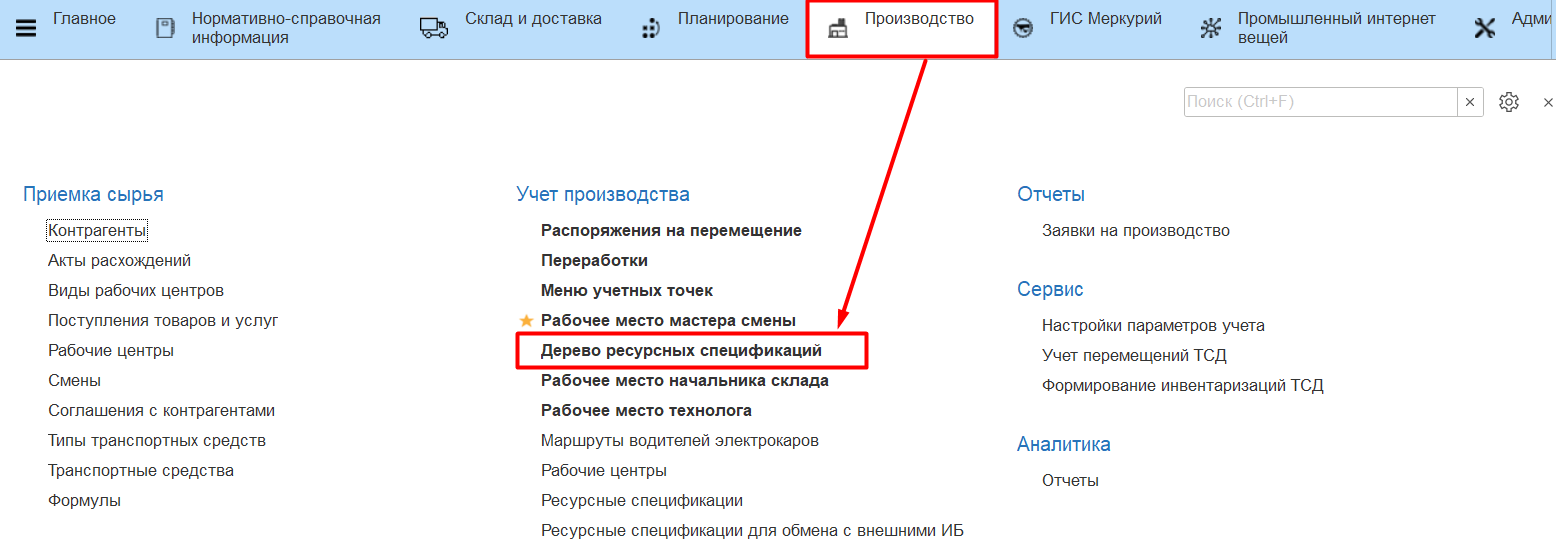 Главное
Нормативно-справочная
информация
Склад и доставка
Планирование
Производство
ГИС Меркурий
Промышленный интернет
вещей
Поиск (Ctrl+F)
Приемка сырья
Контрагенты
Акты расхождений
Виды рабочих центров
Поступления товаров и услуг
Рабочие центры
Смены
Соглашения с контрагентами
Типы транспортных средств
Транспортные средства
Формулы
Учет производства
Распоряжения на перемещение
Переработки
Меню учетных точек
Рабочее место мастера смены
Дерево ресурсных спецификаций
Рабочее место начальника склада
Рабочее место технолога
Маршруты водителей электрокаров
Рабочие центры
Ресурсные спецификации
Ресурсные спецификации для обмена с внешними ИБ
Отчеты
Заявки на производство
Сервис
Настройки параметров учета
Учет перемещений ТСД
Формирование инвентаризаций ТСД
Аналитика
Отчеты